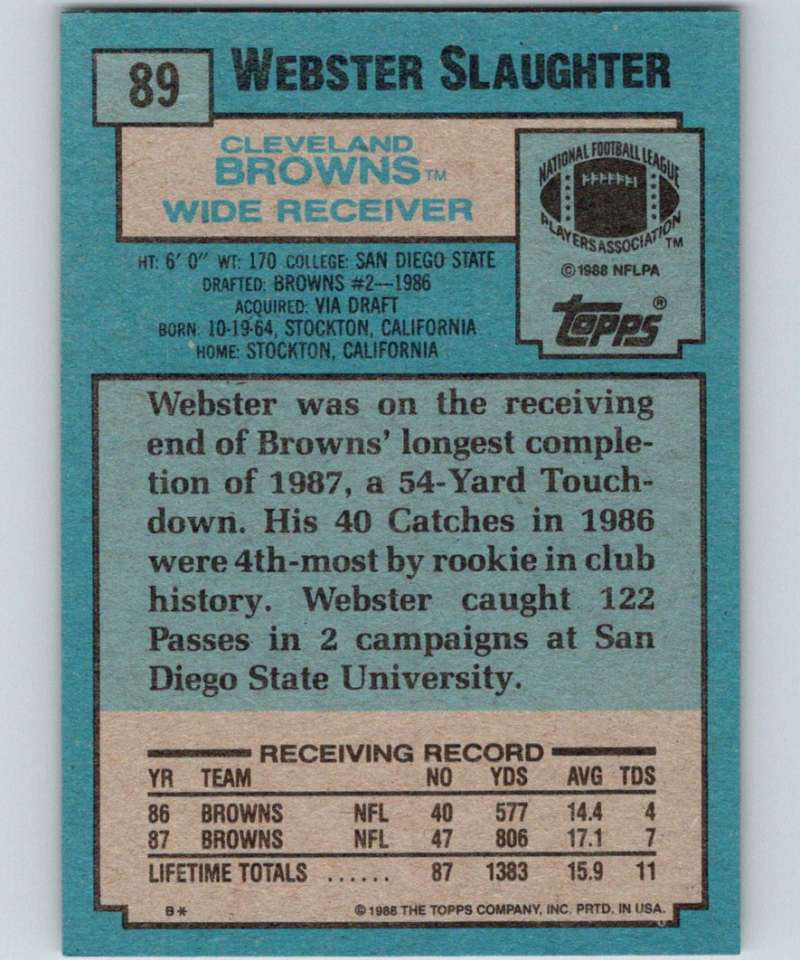 89
WEBSTER SLAUGHTER
CLEVELAND
BROWNS™
WIDE RECEIVER
NATIONAL FOOTBALL LEAGUE
PLAYERS ASSOCIATION™
©1988 NFLPA
Topps®
HT: 6' 0" WT: 170 COLLEGE: SAN DIEGO STATE
DRAFTED: BROWNS #2—1986
ACQUIRED: VIA DRAFT
BORN: 10-19-64, STOCKTON, CALIFORNIA
HOME: STOCKTON, CALIFORNIA
Webster was on the receiving
end of Browns' longest comple-
tion of 1987, a 54-Yard Touch-
down. His 40 Catches in 1986
were 4th-most by rookie in club
history. Webster caught 122
Passes in 2 campaigns at San
Diego State University.
RECEIVING RECORD
YR TEAM NO YDS AVG TDS
86 BROWNS NFL 40 577 14.4 4
87 BROWNS NFL 47 806 17.1 7
LIFETIME TOTALS ...... 87 1383 15.9 11
B* ©1988 THE TOPPS COMPANY, INC. PRTD. IN USA.